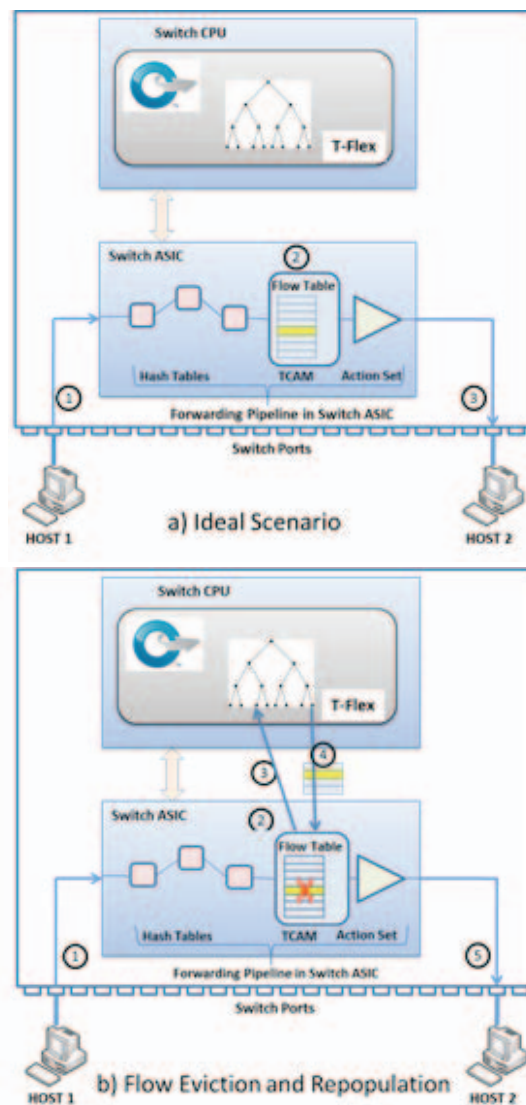 Switch CPU
T-Flex
Switch ASIC
2
Flow Table
Hash Tables
TCAM
Action Set
1
3
Forwarding Pipeline in Switch ASIC
Switch Ports
HOST 1
HOST 2
a) Ideal Scenario
Switch CPU
T-Flex
4
3
Switch ASIC
2
Flow Table
X
Hash Tables
TCAM
Action Set
1
5
Forwarding Pipeline in Switch ASIC
Switch Ports
HOST 1
HOST 2
b) Flow Eviction and Repopulation